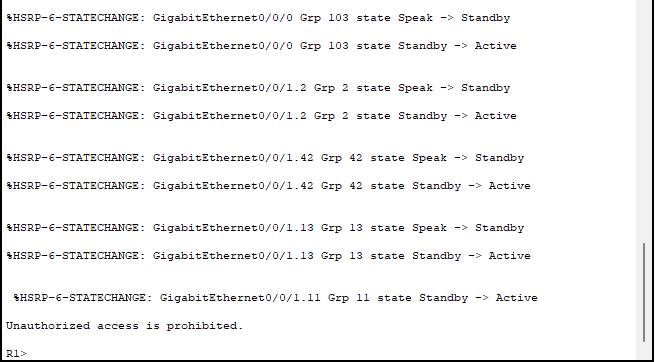 %HSRP-6-STATECHANGE: GigabitEthernet0/0/0 Grp 103 state Speak -> Standby
%HSRP-6-STATECHANGE: GigabitEthernet0/0/0 Grp 103 state Standby -> Active
%HSRP-6-STATECHANGE: GigabitEthernet0/0/1.2 Grp 2 state Speak -> Standby
%HSRP-6-STATECHANGE: GigabitEthernet0/0/1.2 Grp 2 state Standby -> Active
%HSRP-6-STATECHANGE: GigabitEthernet0/0/1.42 Grp 42 state Speak -> Standby
%HSRP-6-STATECHANGE: GigabitEthernet0/0/1.42 Grp 42 state Standby -> Active
%HSRP-6-STATECHANGE: GigabitEthernet0/0/1.13 Grp 13 state Speak -> Standby
%HSRP-6-STATECHANGE: GigabitEthernet0/0/1.13 Grp 13 state Standby -> Active
%HSRP-6-STATECHANGE: GigabitEthernet0/0/1.11 Grp 11 state Standby -> Active
Unauthorized access is prohibited.
R1>